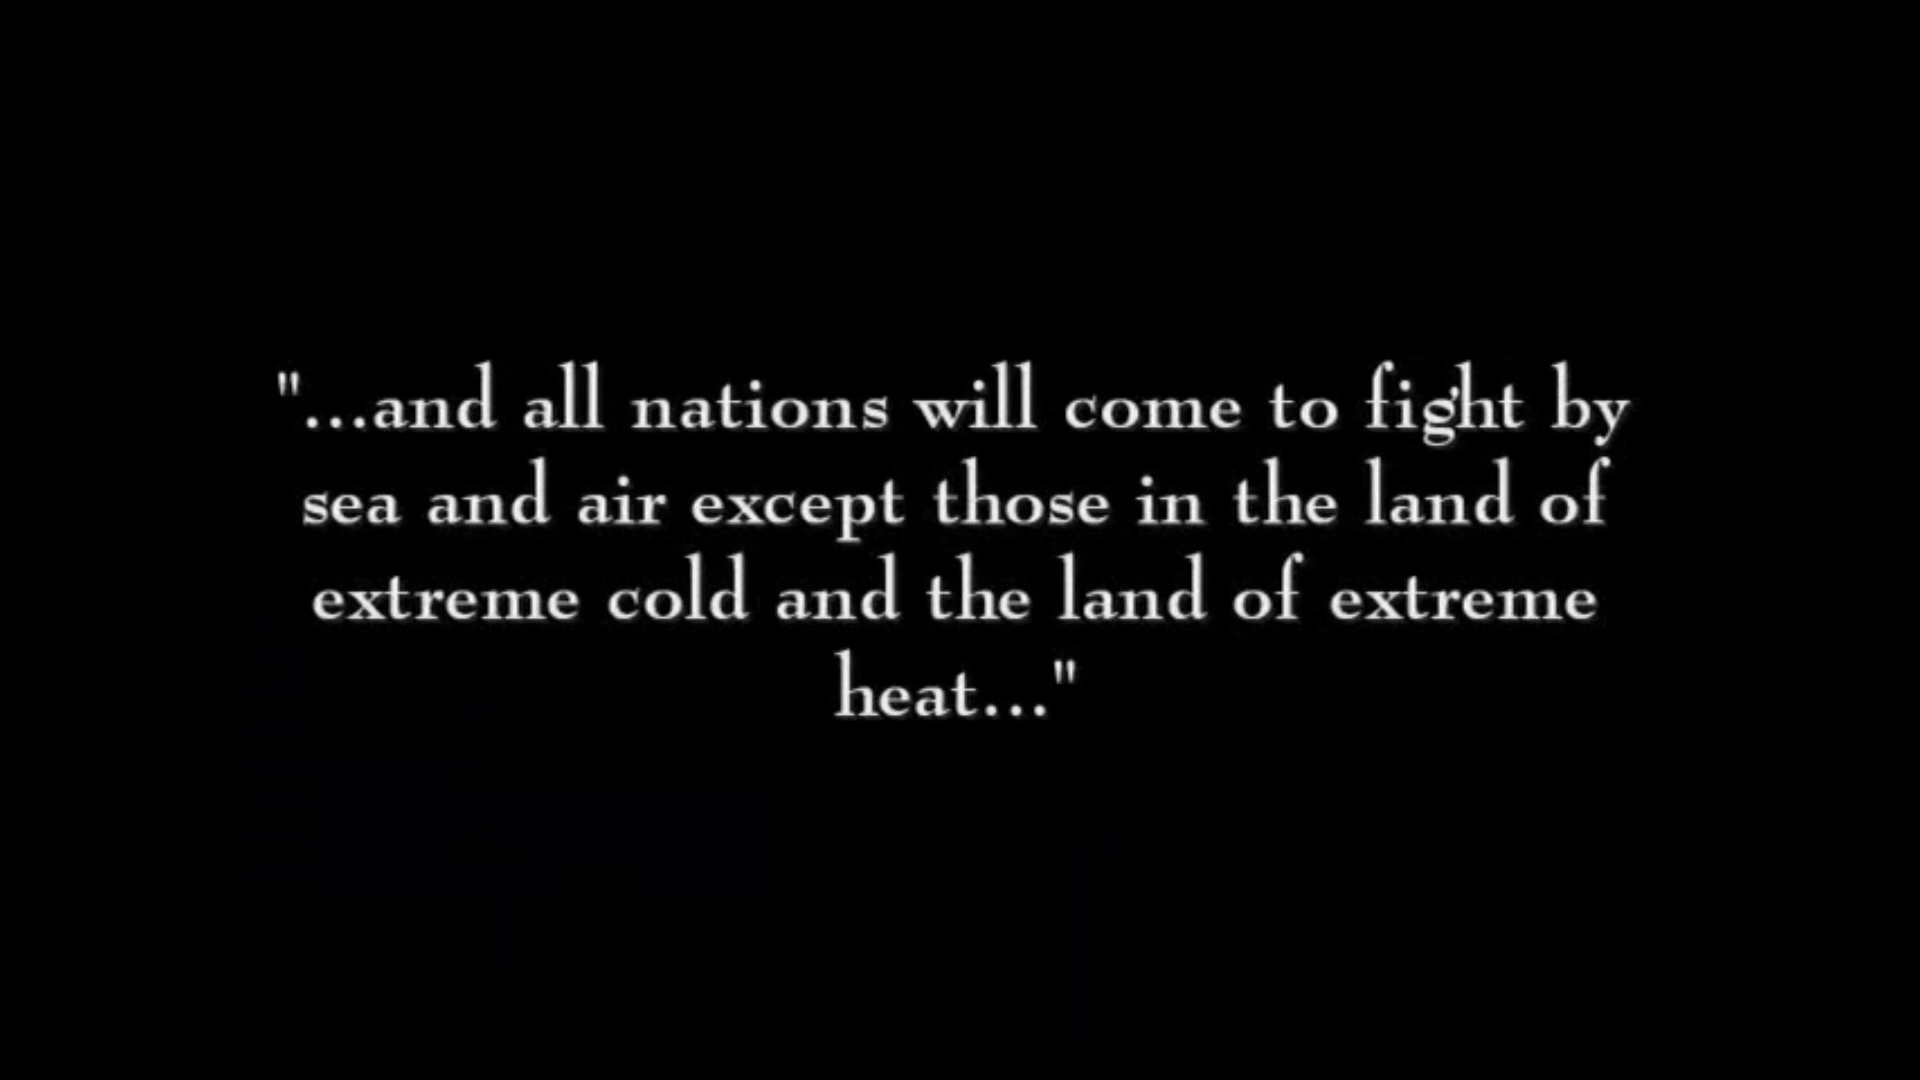 "...and all nations will come to fight by
sea and air except those in the land of
extreme cold and the land of extreme
heat..."